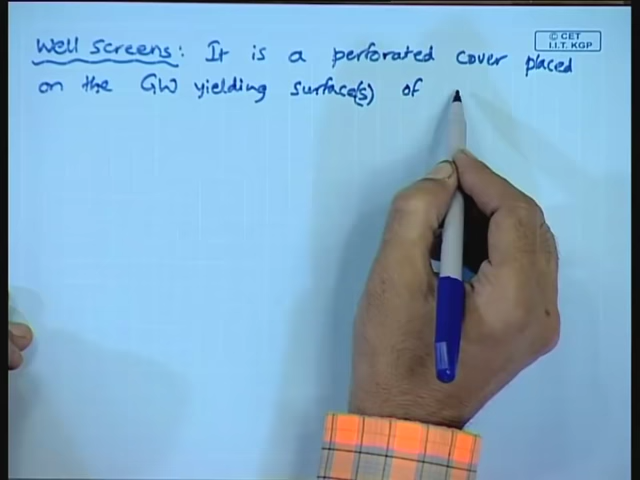 Well Screens: It is a perforated cover placed
on the GW yielding surface(s) of
© CET
I.I.T. KGP